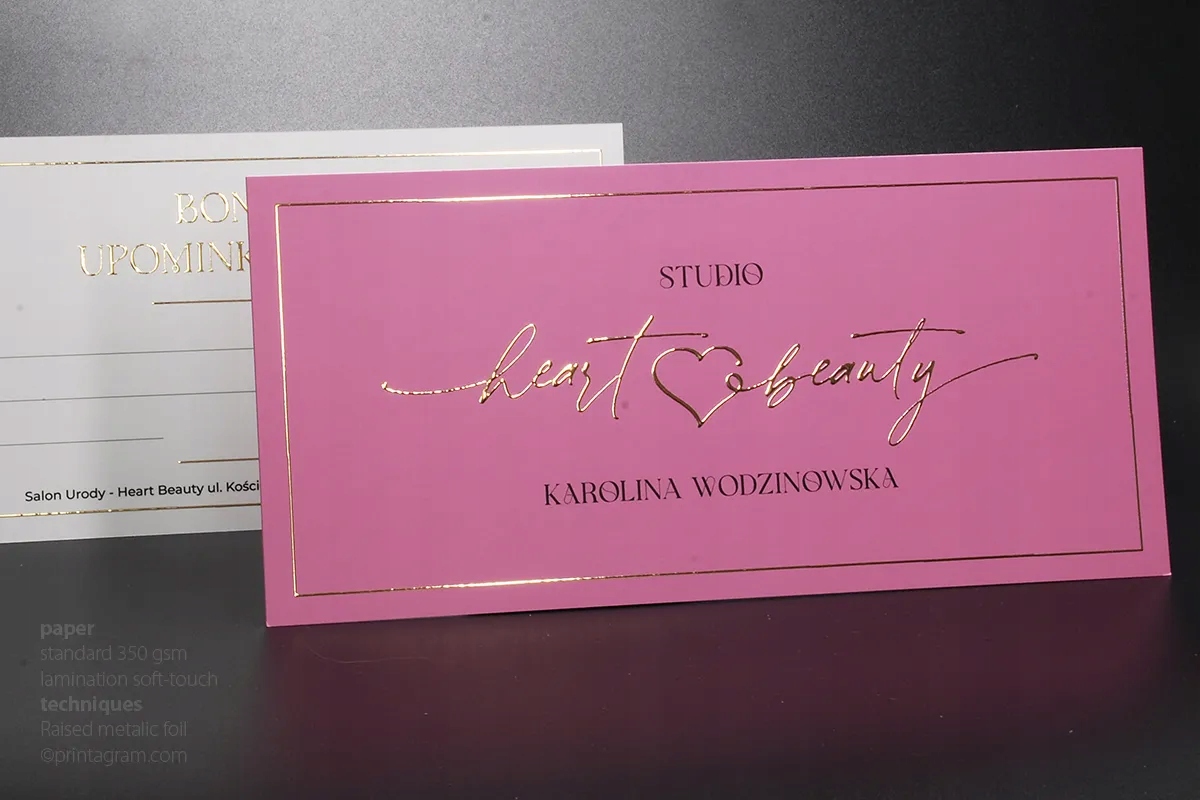 BON
UPOMINK
Salon Urody - Heart Beauty ul. Kości
STUDIO
heart beauty
KAROLINA WODZINOWSKA
paper
standard 350 gsm
lamination soft-touch
techniques
Raised metalic foil
©printagram.com